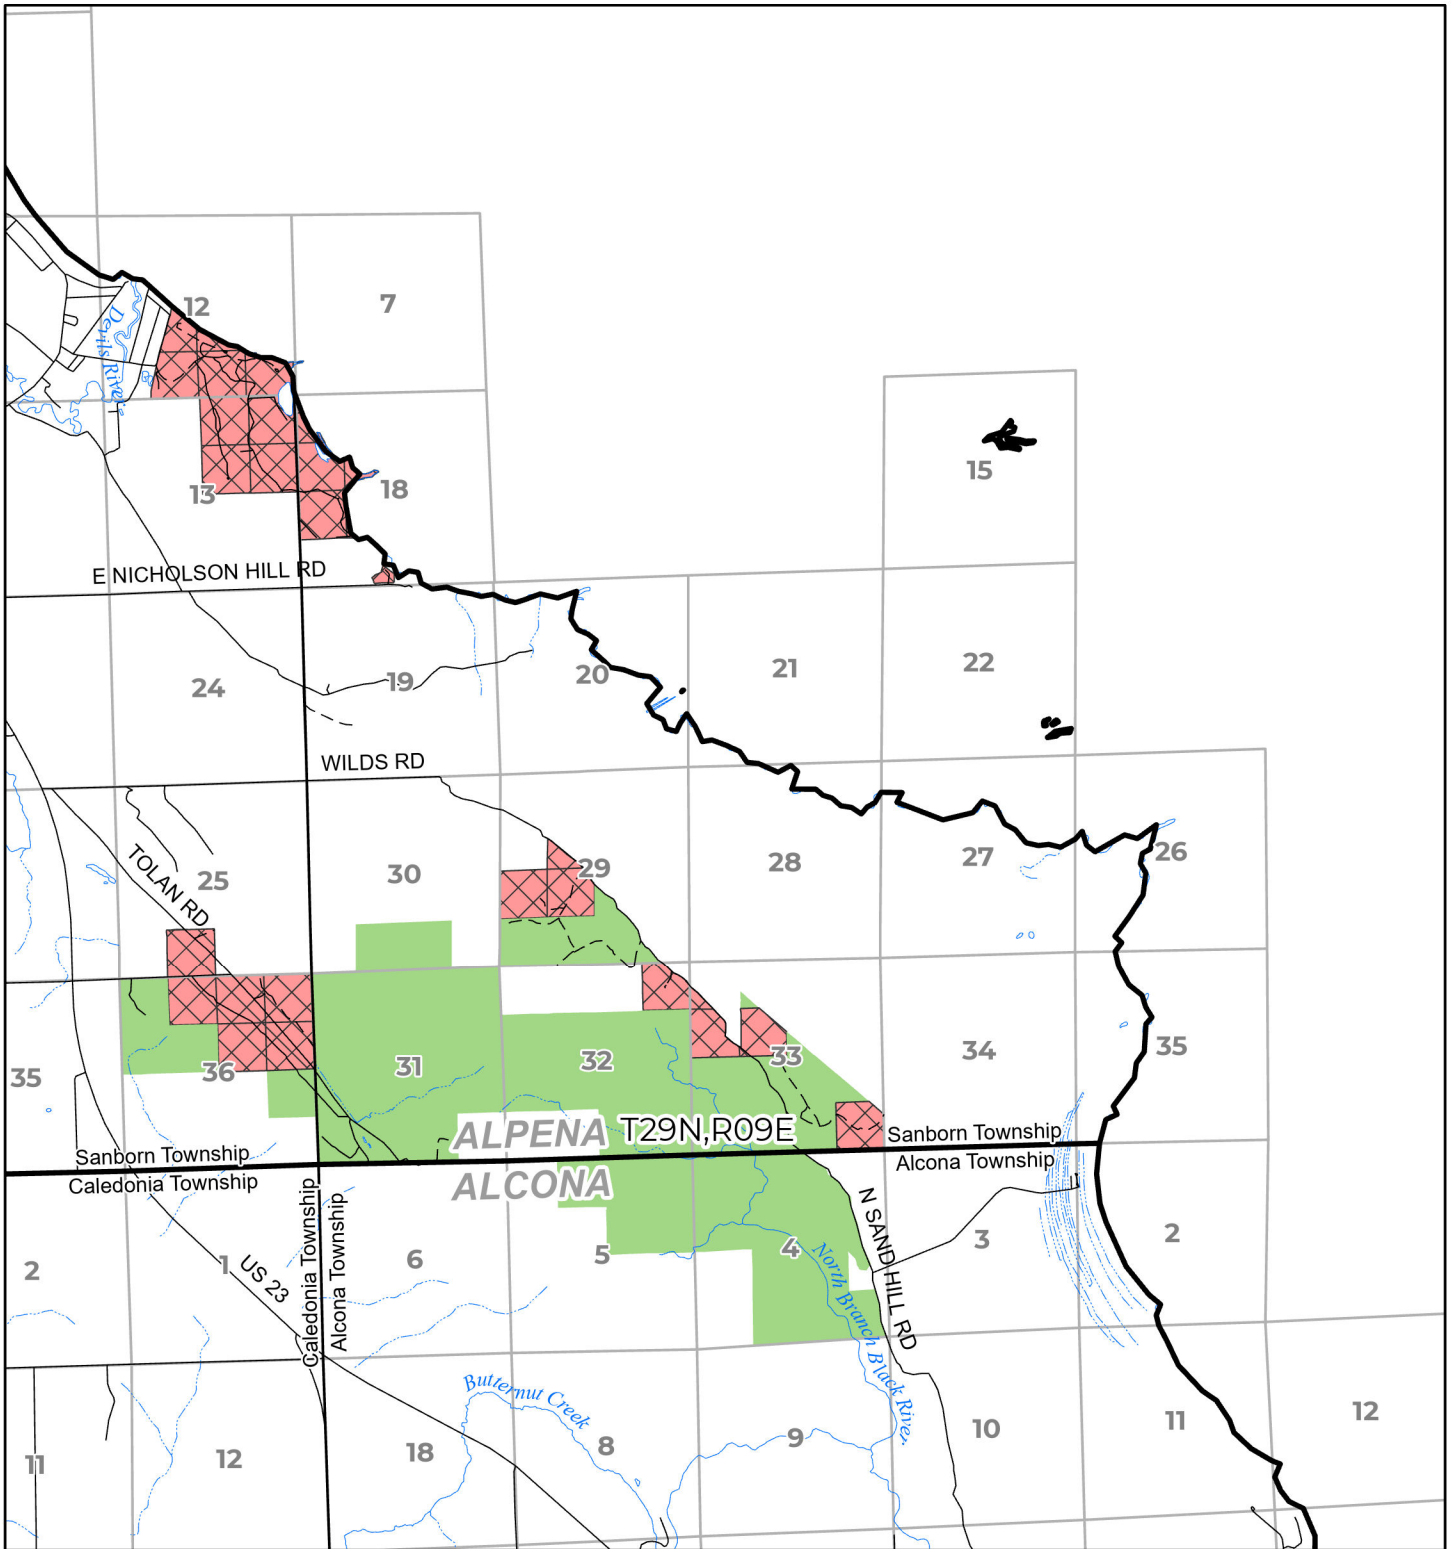 12
7
Devils River
15
13
18
E NICHOLSON HILL RD
24
19
20
21
22
WILDS RD
TOLAN RD
25
30
29
28
27
26
35
36
31
32
33
34
35
ALPENA
T29N,R09E
Sanborn Township
Sanborn Township
Caledonia Township
Alcona Township
ALCONA
Caledonia Township
Alcona Township
N SAND HILL RD
2
1
US 23
6
5
4
3
2
North Branch Black River
Butternut Creek
11
12
18
8
9
10
11
12